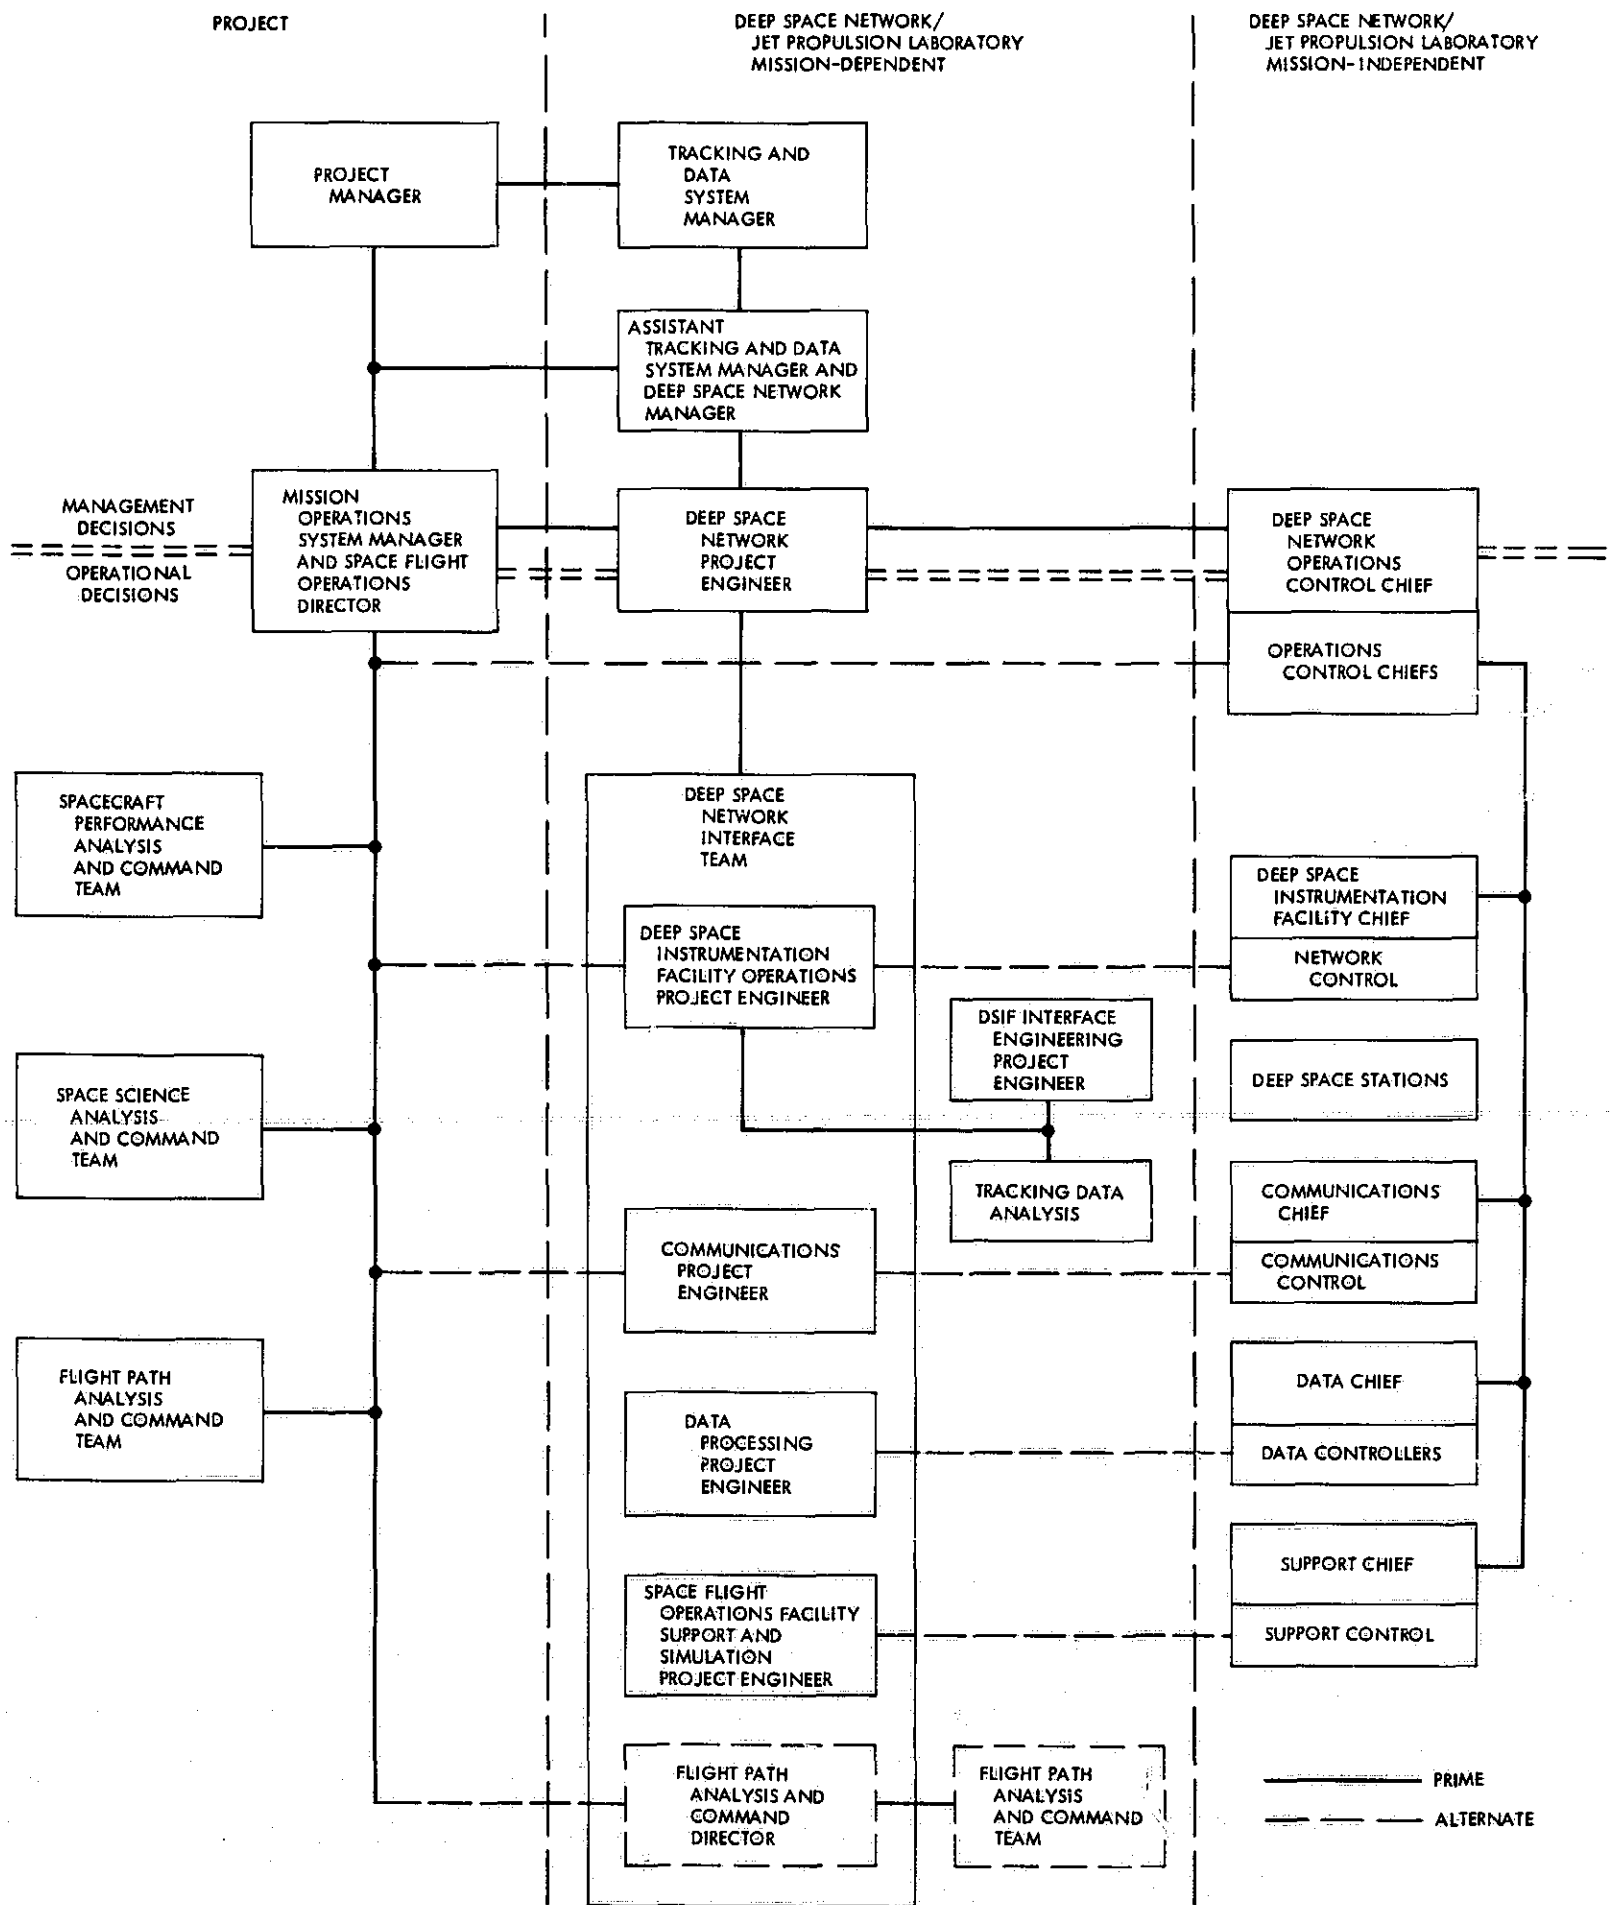 PROJECT
DEEP SPACE NETWORK/
JET PROPULSION LABORATORY
MISSION-DEPENDENT
DEEP SPACE NETWORK/
JET PROPULSION LABORATORY
MISSION-INDEPENDENT
PROJECT
MANAGER
TRACKING AND
DATA
SYSTEM
MANAGER
ASSISTANT
TRACKING AND DATA
SYSTEM MANAGER AND
DEEP SPACE NETWORK
MANAGER
MANAGEMENT
DECISIONS
OPERATIONAL
DECISIONS
MISSION
OPERATIONS
SYSTEM MANAGER
AND SPACE FLIGHT
OPERATIONS
DIRECTOR
DEEP SPACE
NETWORK
PROJECT
ENGINEER
DEEP SPACE
NETWORK
OPERATIONS
CONTROL CHIEF
OPERATIONS
CONTROL CHIEFS
SPACECRAFT
PERFORMANCE
ANALYSIS
AND COMMAND
TEAM
DEEP SPACE
NETWORK
INTERFACE
TEAM
DEEP SPACE
INSTRUMENTATION
FACILITY CHIEF
NETWORK
CONTROL
DEEP SPACE
INSTRUMENTATION
FACILITY OPERATIONS
PROJECT ENGINEER
DSIF INTERFACE
ENGINEERING
PROJECT
ENGINEER
DEEP SPACE STATIONS
SPACE SCIENCE
ANALYSIS
AND COMMAND
TEAM
TRACKING DATA
ANALYSIS
COMMUNICATIONS
CHIEF
COMMUNICATIONS
CONTROL
COMMUNICATIONS
PROJECT
ENGINEER
FLIGHT PATH
ANALYSIS
AND COMMAND
TEAM
DATA CHIEF
DATA CONTROLLERS
DATA
PROCESSING
PROJECT
ENGINEER
SUPPORT CHIEF
SUPPORT CONTROL
SPACE FLIGHT
OPERATIONS FACILITY
SUPPORT AND
SIMULATION
PROJECT ENGINEER
FLIGHT PATH
ANALYSIS AND
COMMAND
DIRECTOR
FLIGHT PATH
ANALYSIS
AND COMMAND
TEAM
PRIME
ALTERNATE